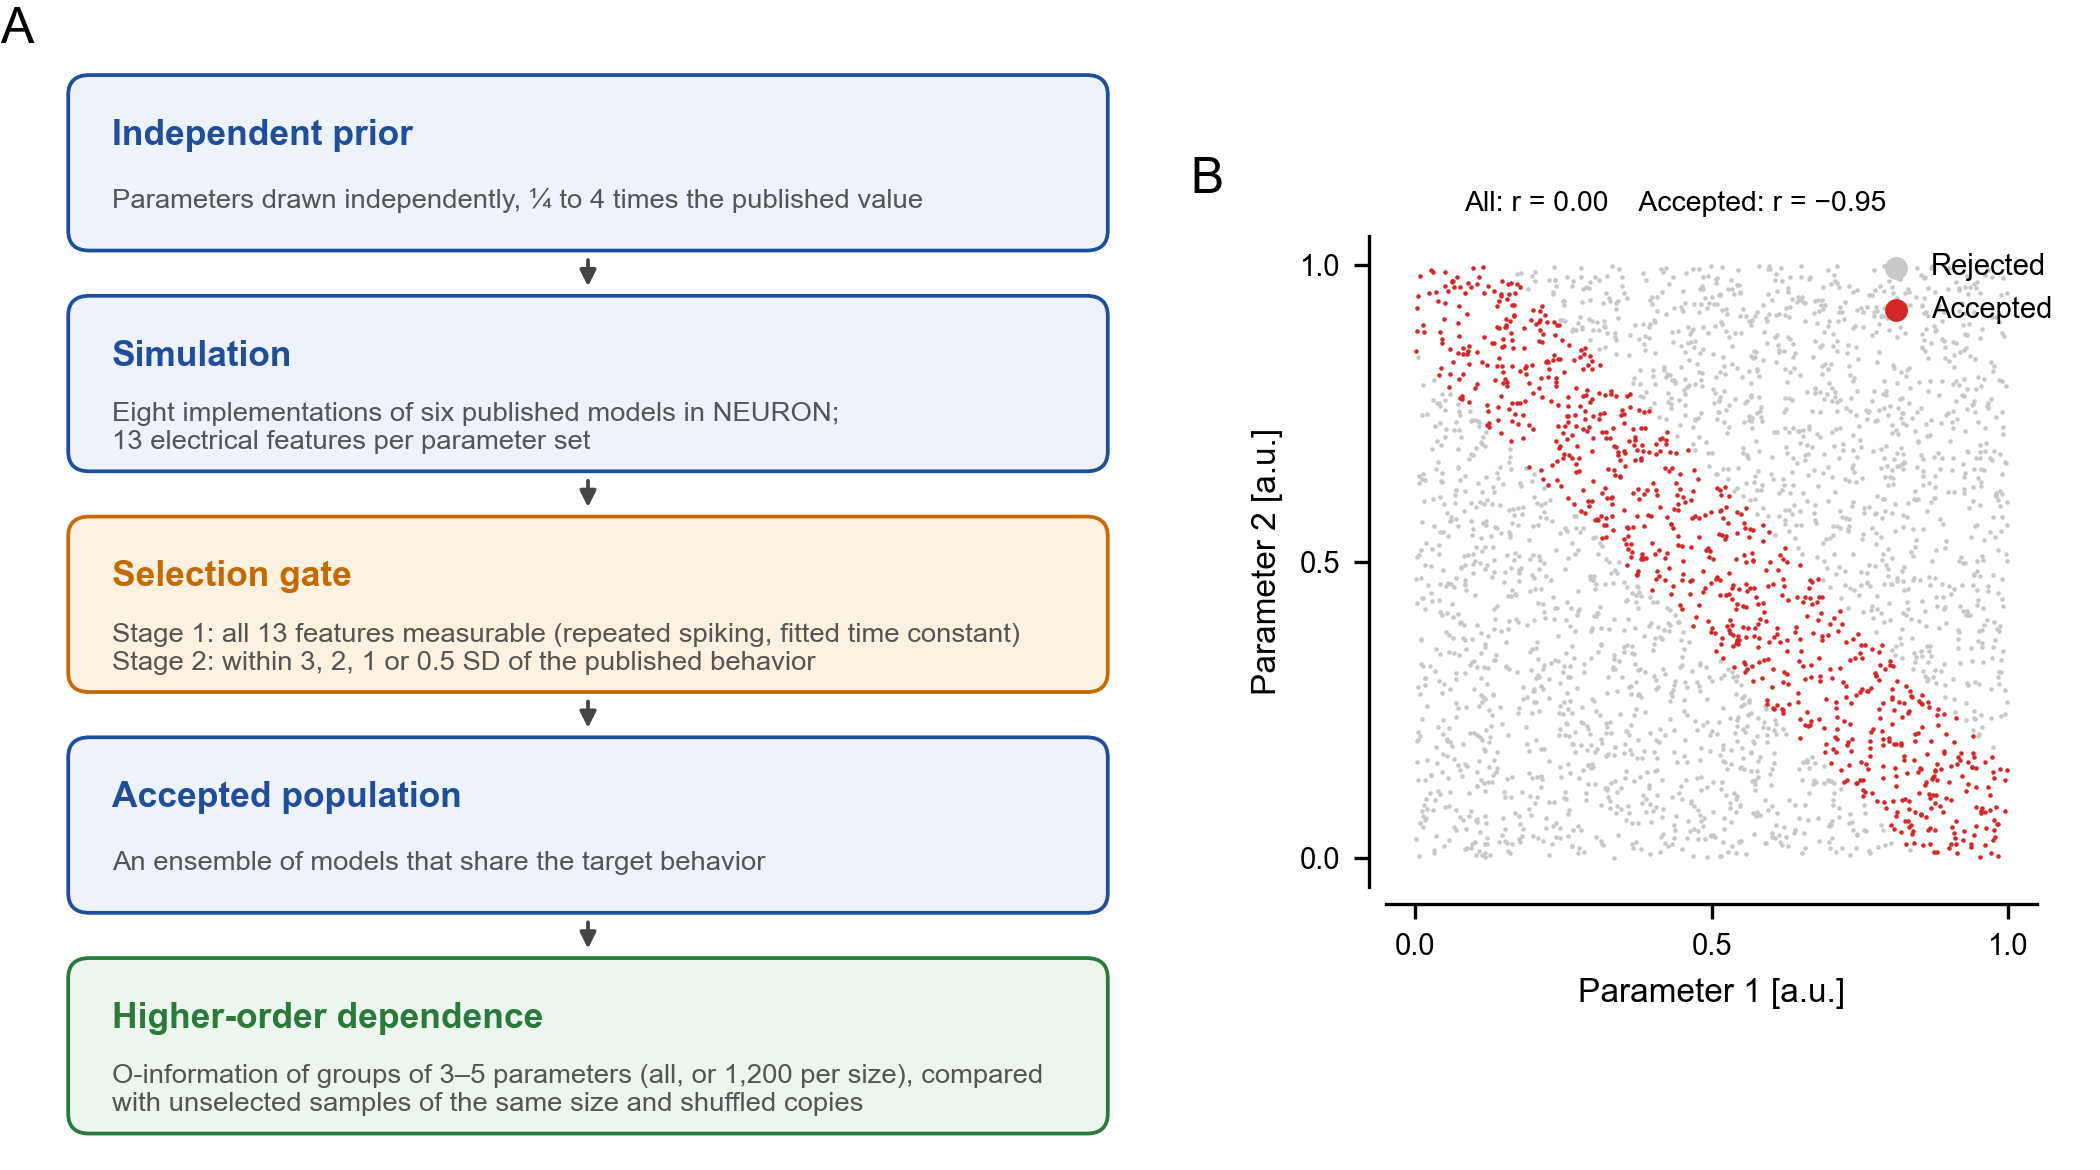 A
Independent prior
Parameters drawn independently, ¼ to 4 times the published value
Simulation
Eight implementations of six published models in NEURON;
13 electrical features per parameter set
Selection gate
Stage 1: all 13 features measurable (repeated spiking, fitted time constant)
Stage 2: within 3, 2, 1 or 0.5 SD of the published behavior
Accepted population
An ensemble of models that share the target behavior
Higher-order dependence
O-information of groups of 3–5 parameters (all, or 1,200 per size), compared
with unselected samples of the same size and shuffled copies
B
All: r = 0.00 Accepted: r = −0.95
Rejected
Accepted
1.0
0.5
0.0
Parameter 2 [a.u.]
0.0 0.5 1.0
Parameter 1 [a.u.]